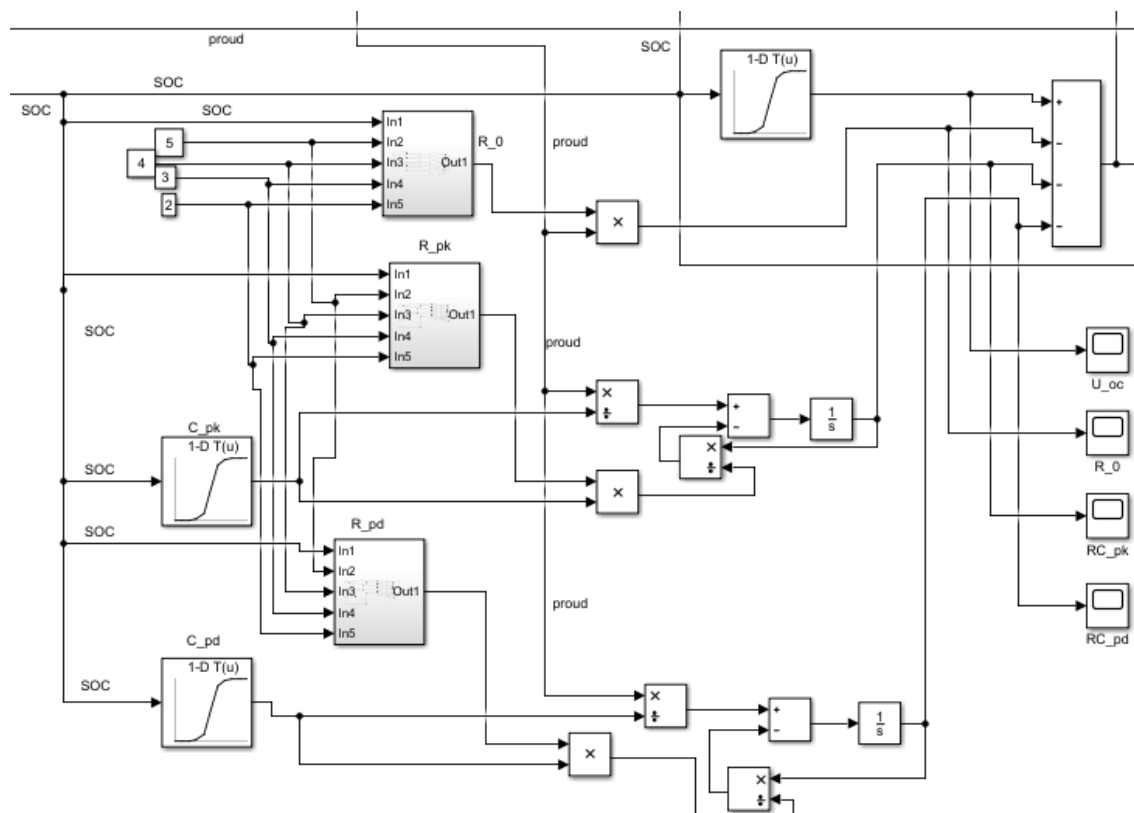 proud
SOC
1-D T(u)
SOC
SOC
SOC
In1
In2
In3
In4
In5
Out1
R_0
5
4
3
2
proud
+
−
−
−
×
R_pk
In1
In2
In3
In4
In5
Out1
SOC
proud
U_oc
×
÷
+
−
1
s
×
÷
R_0
C_pk
1-D T(u)
SOC
×
RC_pk
R_pd
SOC
In1
In2
In3
In4
In5
Out1
proud
RC_pd
C_pd
1-D T(u)
SOC
×
÷
+
−
1
s
×
×
÷